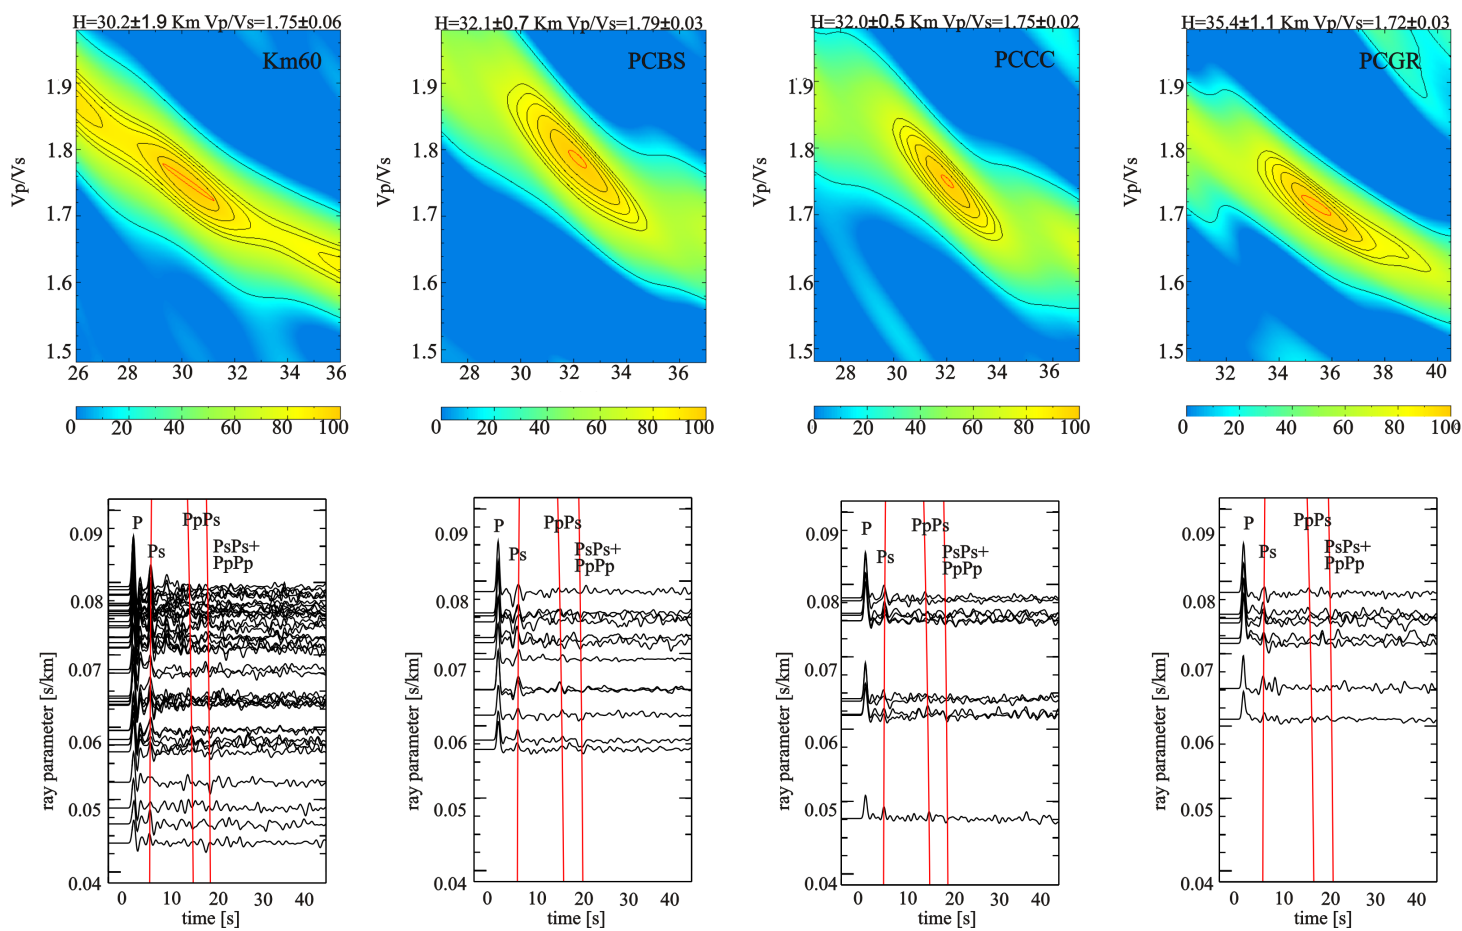 H=30.2±1.9 Km Vp/Vs=1.75±0.06
H=32.1±0.7 Km Vp/Vs=1.79±0.03
H=32.0±0.5 Km Vp/Vs=1.75±0.02
H=35.4±1.1 Km Vp/Vs=1.72±0.03
Km60
PCBS
PCCC
PCGR
Vp/Vs
1.9
1.8
1.7
1.6
1.5
26 28 30 32 34 36
0 20 40 60 80 100
Vp/Vs
1.9
1.8
1.7
1.6
1.5
30 32 34 36
0 20 40 60 80 100
Vp/Vs
1.9
1.8
1.7
1.6
1.5
28 30 32 34 36
0 20 40 60 80 100
Vp/Vs
1.9
1.8
1.7
1.6
1.5
32 34 36 38 40
0 20 40 60 80 100
ray parameter [s/km]
0.09
0.08
0.07
0.06
0.05
0.04
P
Ps
PpPs
PsPs+
PpPp
0 10 20 30 40
time [s]
ray parameter [s/km]
0.09
0.08
0.07
0.06
0.05
0.04
P
Ps
PpPs
PsPs+
PpPp
0 10 20 30 40
time [s]
ray parameter [s/km]
0.09
0.08
0.07
0.06
0.05
0.04
P
Ps
PpPs
PsPs+
PpPp
0 10 20 30 40
time [s]
ray parameter [s/km]
0.09
0.08
0.07
0.06
0.05
0.04
P
Ps
PpPs
PsPs+
PpPp
0 10 20 30 40
time [s]